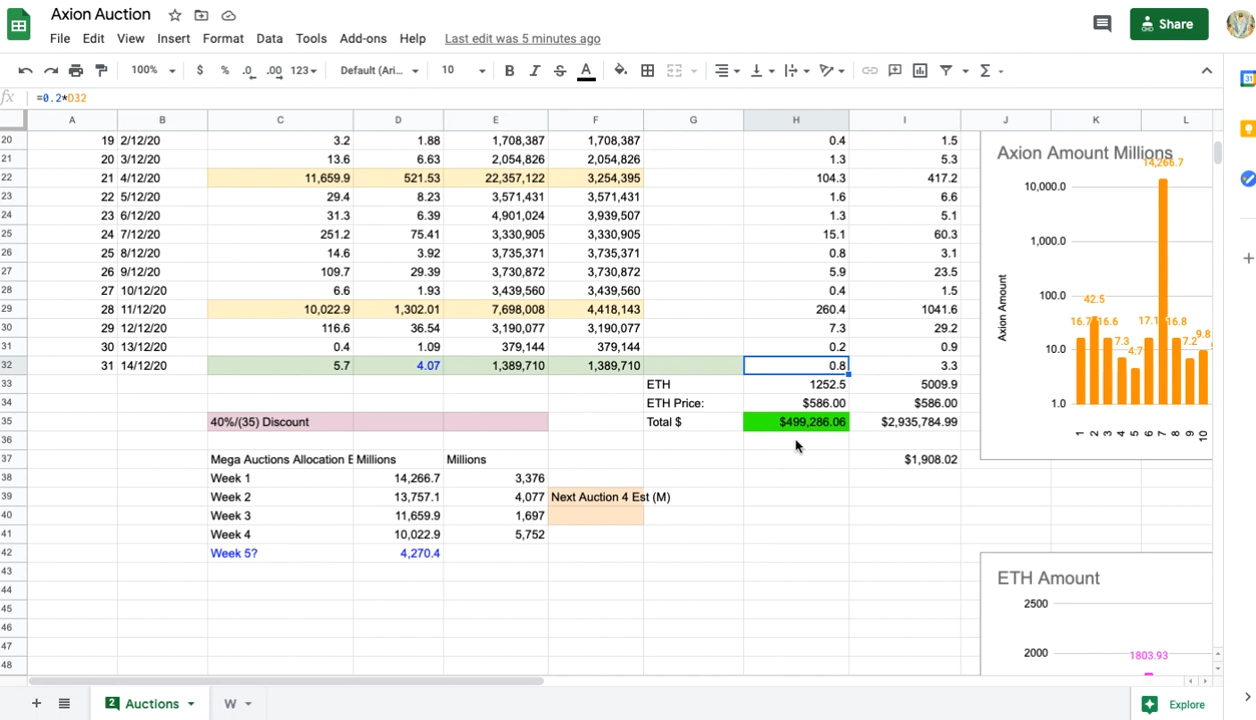 Axion Auction
Share
File Edit View Insert Format Data Tools Add-ons Help Last edit was 5 minutes ago
100% $ % .0 .00 123 Default (Ari... 10 B I S A
fx =0.2*D32
A B C D E F G H I J K L
20 19 2/12/20 3.2 1.88 1,708,387 1,708,387 0.4 1.5
21 20 3/12/20 13.6 6.63 2,054,826 2,054,826 1.3 5.3
22 21 4/12/20 11,659.9 521.53 22,357,122 3,254,395 104.3 417.2
23 22 5/12/20 29.4 8.23 3,571,431 3,571,431 1.6 6.6
24 23 6/12/20 31.3 6.39 4,901,024 3,939,507 1.3 5.1
25 24 7/12/20 251.2 75.41 3,330,905 3,330,905 15.1 60.3
26 25 8/12/20 14.6 3.92 3,735,371 3,735,371 0.8 3.1
27 26 9/12/20 109.7 29.39 3,730,872 3,730,872 5.9 23.5
28 27 10/12/20 6.6 1.93 3,439,560 3,439,560 0.4 1.5
29 28 11/12/20 10,022.9 1,302.01 7,698,008 4,418,143 260.4 1041.6
30 29 12/12/20 116.6 36.54 3,190,077 3,190,077 7.3 29.2
31 30 13/12/20 0.4 1.09 379,144 379,144 0.2 0.9
32 31 14/12/20 5.7 4.07 1,389,710 1,389,710 0.8 3.3
33 ETH 1252.5 5009.9
34 ETH Price: $586.00 $586.00
35 40%/(35) Discount Total $ $499,286.06 $2,935,784.99
36
37 Mega Auctions Allocation E Millions Millions $1,908.02
38 Week 1 14,266.7 3,376
39 Week 2 13,757.1 4,077 Next Auction 4 Est (M)
40 Week 3 11,659.9 1,697
41 Week 4 10,022.9 5,752
42 Week 5? 4,270.4
43
44
45
46
47
48
Axion Amount Millions
14,266.7
10,000.0
1,000.0
100.0
10.0
1.0
Axion Amount
42.5
16.7 16.6 7.3 4.7 17.1 16.8 7.2 9.8
1 2 3 4 5 6 7 8 9 10
ETH Amount
2500
2000
1803.93
31
2 Auctions W
Explore